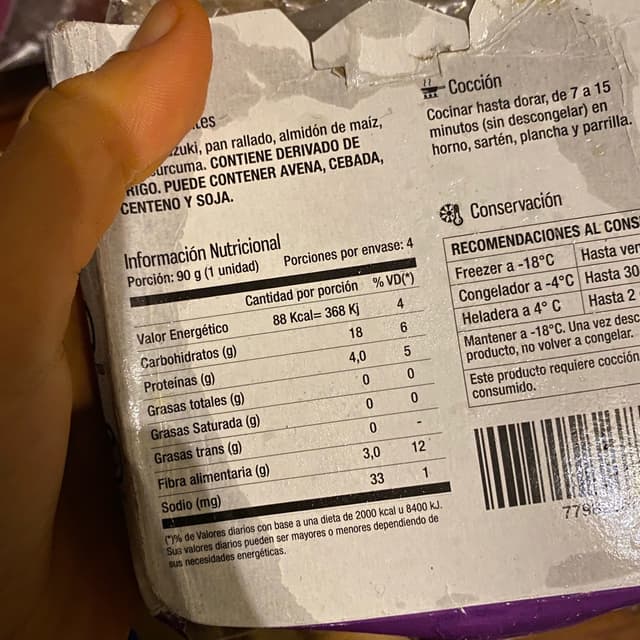 pan rallado, almidón de maíz,
CONTIENE DERIVADO DE
PUEDE CONTENER AVENA, CEBADA,
CENTENO Y SOJA.
Información Nutricional
Porción: 90 g (1 unidad) Porciones por envase: 4
Cantidad por porción % VD(*)
Valor Energético 88 Kcal= 368 Kj 4
Carbohidratos (g) 18 6
Proteínas (g) 4,0 5
Grasas totales (g) 0 0
Grasas Saturada (g) 0 0
Grasas trans (g) 0 -
Fibra alimentaria (g) 3,0 12
Sodio (mg) 33 1
(*)% de Valores diarios con base a una dieta de 2000 kcal u 8400 kJ.
Sus valores diarios pueden ser mayores o menores dependiendo de
sus necesidades energéticas.
Cocción
Cocinar hasta dorar, de 7 a 15
minutos (sin descongelar) en
horno, sartén, plancha y parrilla.
Conservación
RECOMENDACIONES AL CONS
Freezer a -18°C Hasta ver
Congelador a -4°C Hasta 30
Heladera a 4° C Hasta 2
Mantener a -18°C. Una vez desc
producto, no volver a congelar.
Este producto requiere cocción
consumido.